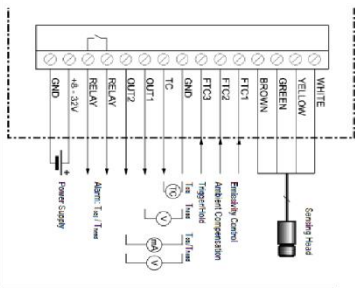 GND
+8 - 32V
RELAY
RELAY
OUT2
OUT1
TC
GND
FTC3
FTC2
FTC1
BROWN
GREEN
YELLOW
WHITE
Power Supply
Alarm:
TC
V
mA
V
Trigger/Hold
Ambient Compensation
Emissivity Control
Sensing Head